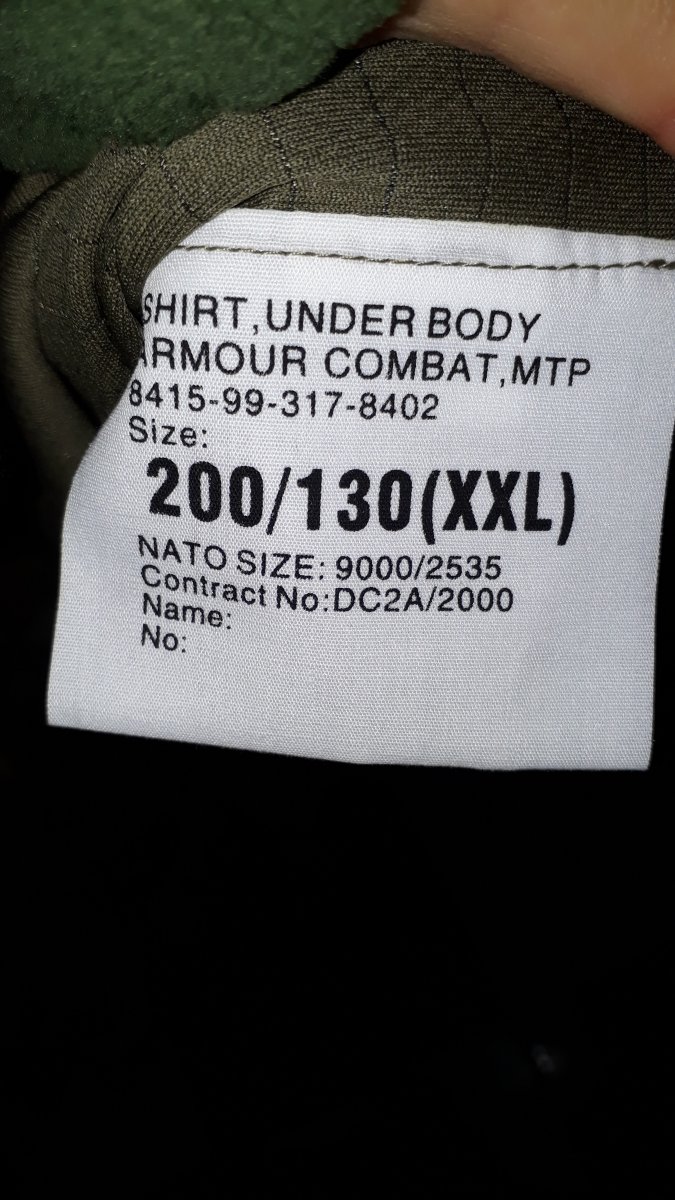 SHIRT,UNDER BODY
ARMOUR COMBAT,MTP
8415-99-317-8402
Size:
200/130(XXL)
NATO SIZE: 9000/2535
Contract No:DC2A/2000
Name:
No: